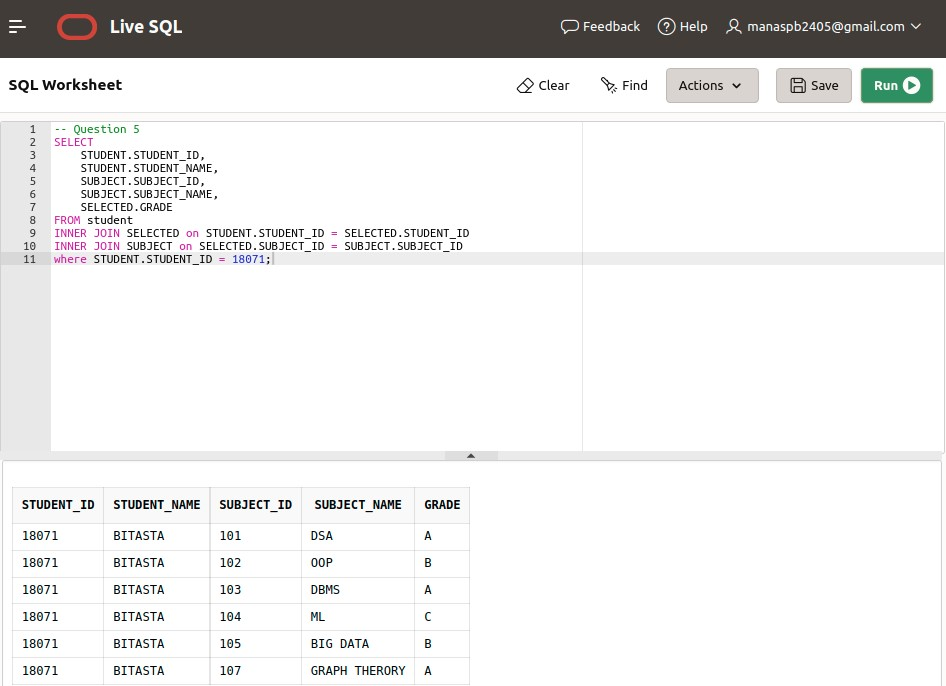 Live SQL
Feedback
Help
manaspb2405@gmail.com
SQL Worksheet
Clear
Find
Actions
Save
Run
1 -- Question 5
2 SELECT
3 STUDENT.STUDENT_ID,
4 STUDENT.STUDENT_NAME,
5 SUBJECT.SUBJECT_ID,
6 SUBJECT.SUBJECT_NAME,
7 SELECTED.GRADE
8 FROM student
9 INNER JOIN SELECTED on STUDENT.STUDENT_ID = SELECTED.STUDENT_ID
10 INNER JOIN SUBJECT on SELECTED.SUBJECT_ID = SUBJECT.SUBJECT_ID
11 where STUDENT.STUDENT_ID = 18071;
STUDENT_ID STUDENT_NAME SUBJECT_ID SUBJECT_NAME GRADE
18071 BITASTA 101 DSA A
18071 BITASTA 102 OOP B
18071 BITASTA 103 DBMS A
18071 BITASTA 104 ML C
18071 BITASTA 105 BIG DATA B
18071 BITASTA 107 GRAPH THERORY A